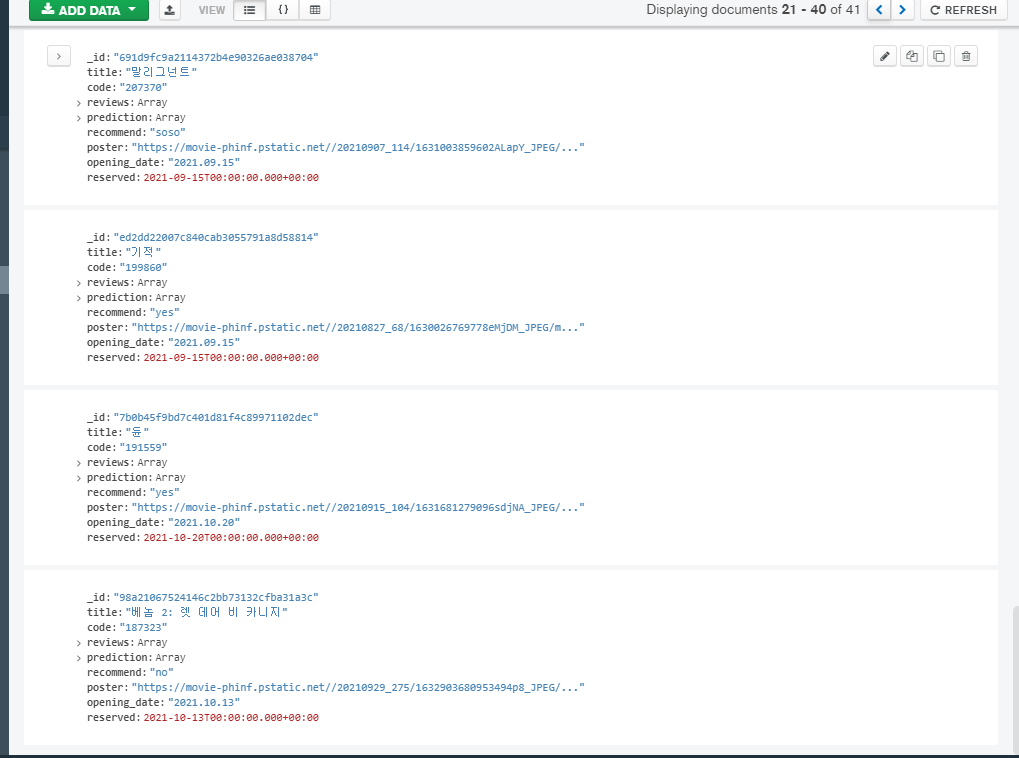 ADD DATA VIEW { } Displaying documents 21 - 40 of 41 < > REFRESH
_id: "691d9fc9a2114372b4e90326ae038704"
title: "말리그넌트"
code: "207370"
> reviews: Array
> prediction: Array
recommend: "soso"
poster: "https://movie-phinf.pstatic.net//20210907_114/1631003859602ALapY_JPEG/..."
opening_date: "2021.09.15"
reserved: 2021-09-15T00:00:00.000+00:00
_id: "ed2dd22007c840cab3055791a8d58814"
title: "기적"
code: "199860"
> reviews: Array
> prediction: Array
recommend: "yes"
poster: "https://movie-phinf.pstatic.net//20210827_68/1630026769778eMjDM_JPEG/m..."
opening_date: "2021.09.15"
reserved: 2021-09-15T00:00:00.000+00:00
_id: "7b0b45f9bd7c401d81f4c89971102dec"
title: "듄"
code: "191559"
> reviews: Array
> prediction: Array
recommend: "yes"
poster: "https://movie-phinf.pstatic.net//20210915_104/1631681279096sdjNA_JPEG/..."
opening_date: "2021.10.20"
reserved: 2021-10-20T00:00:00.000+00:00
_id: "98a21067524146c2bb73132cfba31a3c"
title: "베놈 2: 렛 데어 비 카니지"
code: "187323"
> reviews: Array
> prediction: Array
recommend: "no"
poster: "https://movie-phinf.pstatic.net//20210929_275/1632903680953494p8_JPEG/..."
opening_date: "2021.10.13"
reserved: 2021-10-13T00:00:00.000+00:00